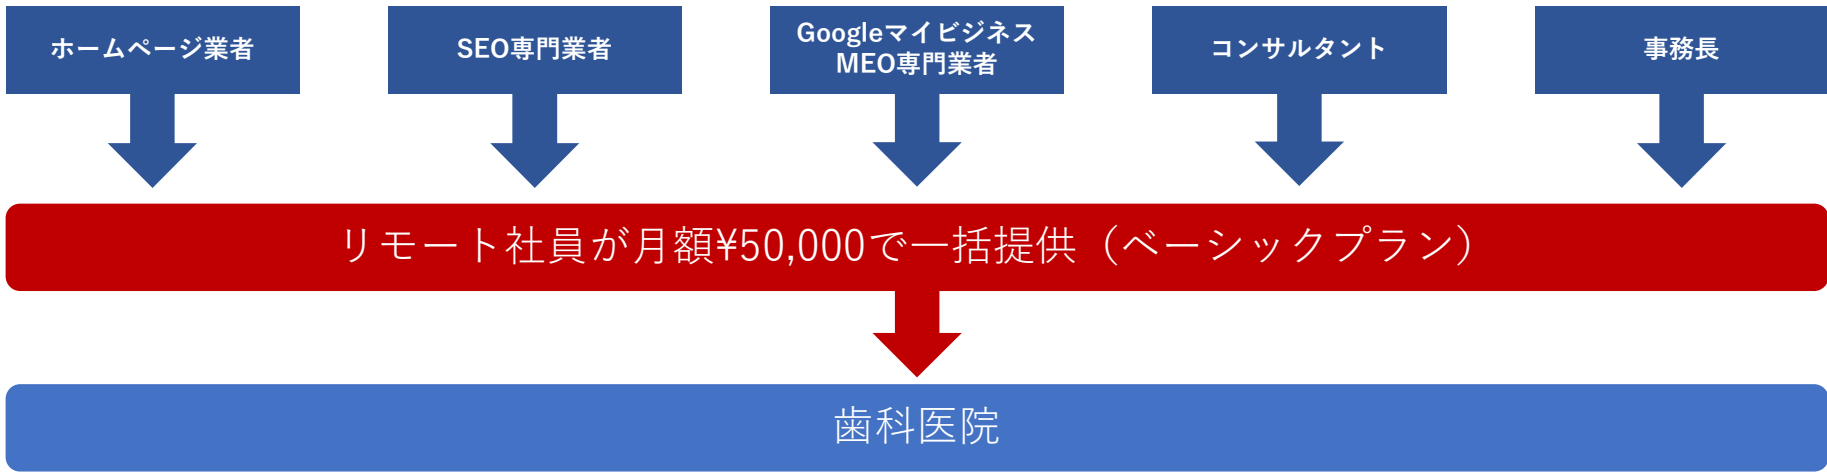 ホームページ業者
SEO専門業者
Googleマイビジネス
MEO専門業者
コンサルタント
事務長
リモート社員が月額¥50,000で一括提供（ベーシックプラン）
歯科医院